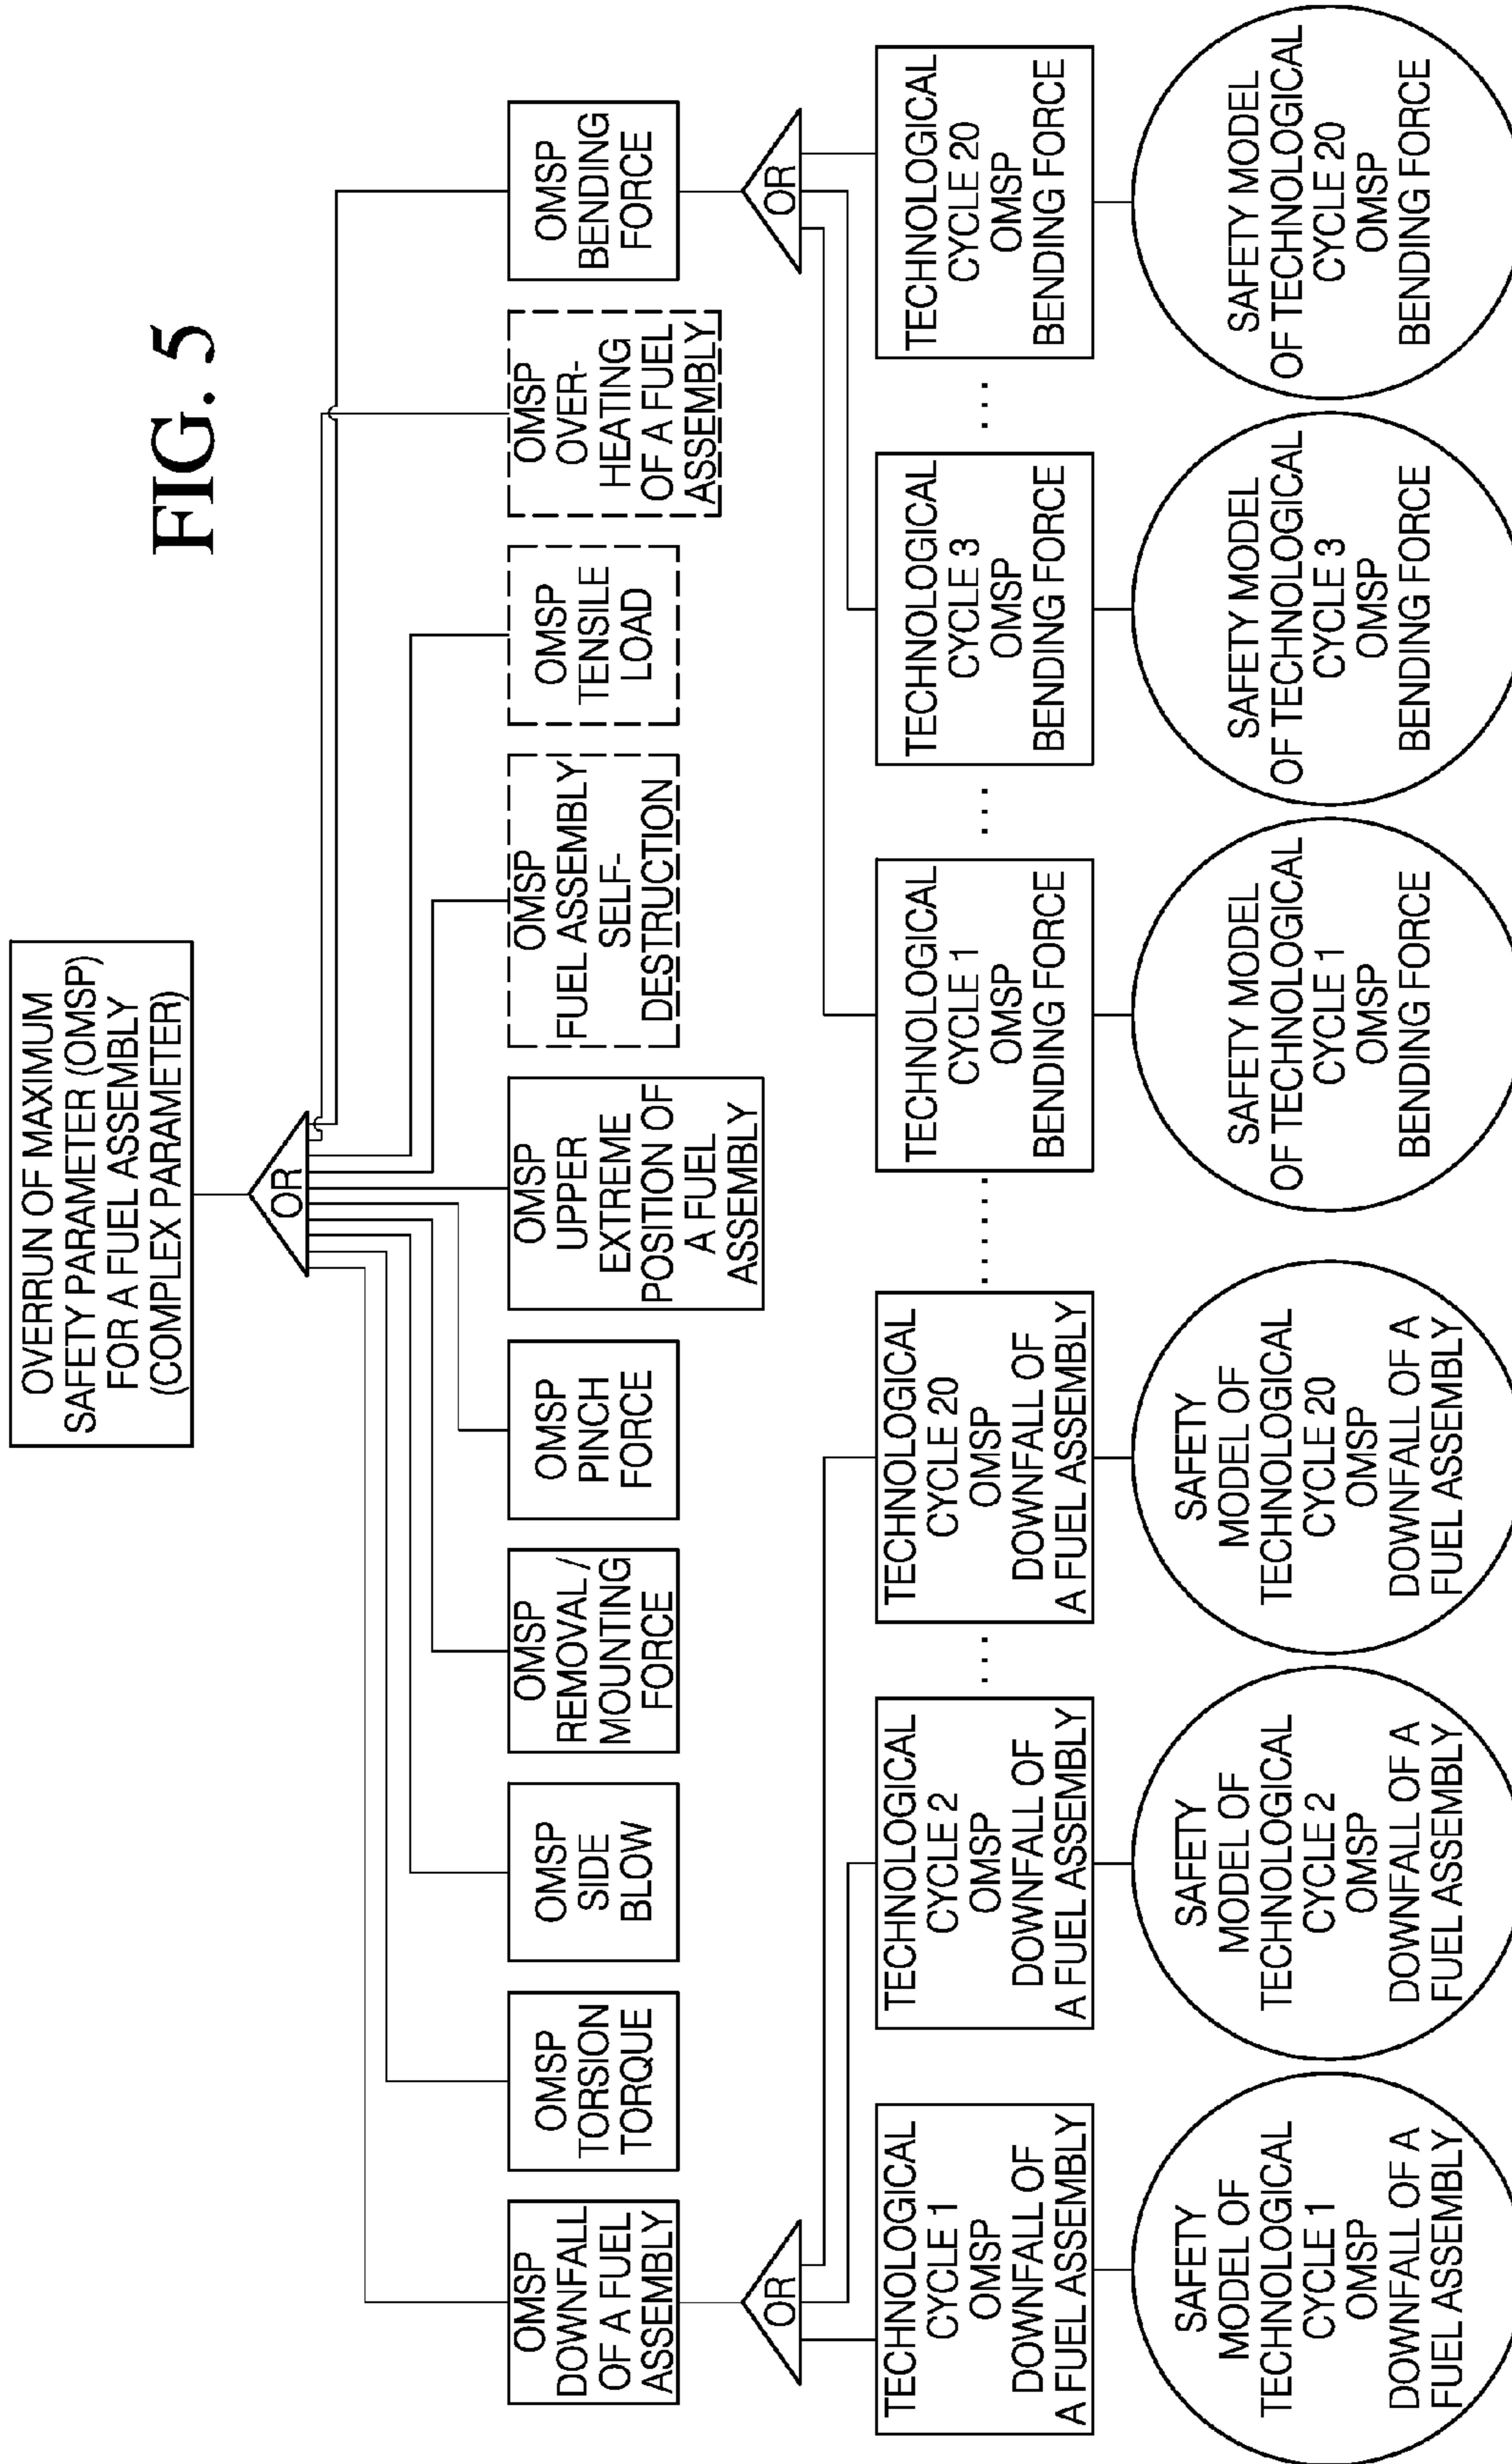 FIG. 5
OVERRUN OF MAXIMUM
SAFETY PARAMETER (OMSP)
FOR A FUEL ASSEMBLY
(COMPLEX PARAMETER)
OR
OMSP
DOWNFALL
OF A FUEL
ASSEMBLY
OMSP
TORSION
TORQUE
OMSP
SIDE
BLOW
OMSP
REMOVAL /
MOUNTING
FORCE
OMSP
PINCH
FORCE
OMSP
UPPER
EXTREME
POSITION OF
A FUEL
ASSEMBLY
OMSP
FUEL ASSEMBLY
SELF-
DESTRUCTION
OMSP
TENSILE
LOAD
OMSP
OVER-
HEATING
OF A FUEL
ASSEMBLY
OMSP
BENDING
FORCE
OR
OR
TECHNOLOGICAL
CYCLE 1
OMSP
DOWNFALL OF
A FUEL ASSEMBLY
TECHNOLOGICAL
CYCLE 2
OMSP
DOWNFALL OF
A FUEL ASSEMBLY
...
TECHNOLOGICAL
CYCLE 20
OMSP
DOWNFALL OF
A FUEL ASSEMBLY
......
TECHNOLOGICAL
CYCLE 1
OMSP
BENDING FORCE
...
TECHNOLOGICAL
CYCLE 3
OMSP
BENDING FORCE
...
TECHNOLOGICAL
CYCLE 20
OMSP
BENDING FORCE
SAFETY
MODEL OF
TECHNOLOGICAL
CYCLE 1
OMSP
DOWNFALL OF A
FUEL ASSEMBLY
SAFETY
MODEL OF
TECHNOLOGICAL
CYCLE 2
OMSP
DOWNFALL OF A
FUEL ASSEMBLY
SAFETY
MODEL OF
TECHNOLOGICAL
CYCLE 20
OMSP
DOWNFALL OF A
FUEL ASSEMBLY
SAFETY MODEL
OF TECHNOLOGICAL
CYCLE 1
OMSP
BENDING FORCE
SAFETY MODEL
OF TECHNOLOGICAL
CYCLE 3
OMSP
BENDING FORCE
SAFETY MODEL
OF TECHNOLOGICAL
CYCLE 20
OMSP
BENDING FORCE